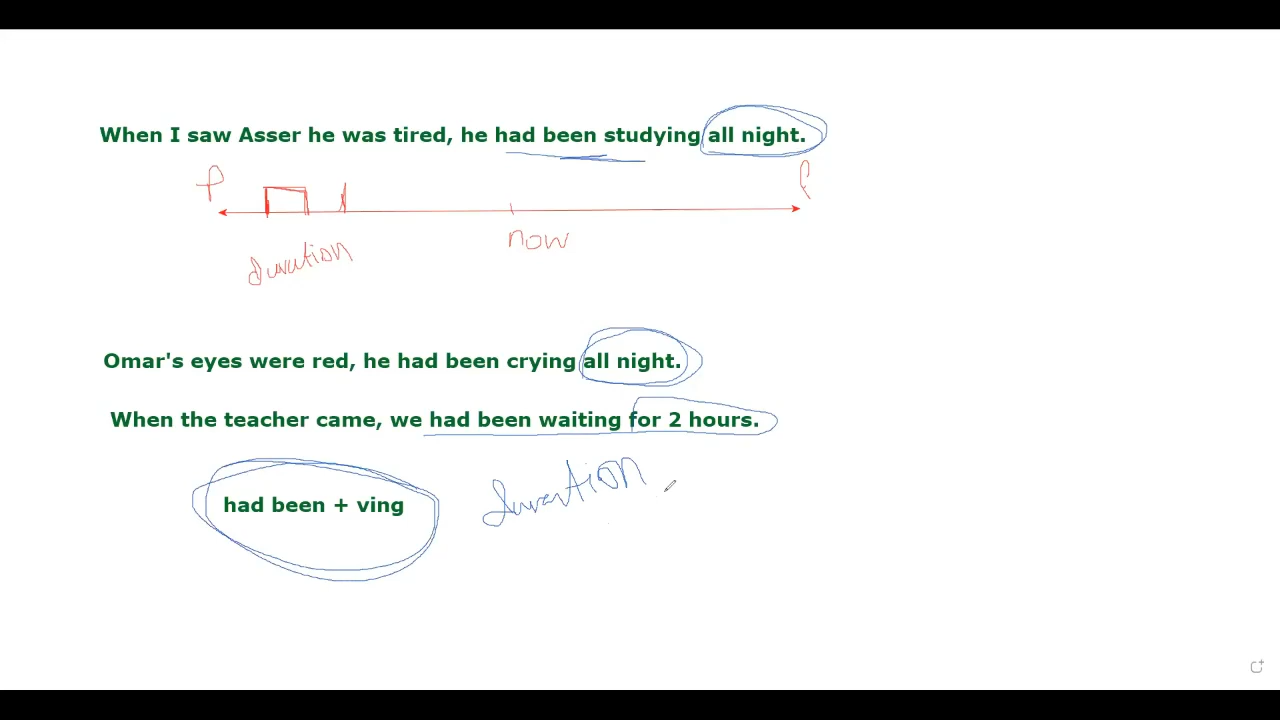 When I saw Asser he was tired, he had been studying all night.
P f
now
duration
Omar's eyes were red, he had been crying all night.
When the teacher came, we had been waiting for 2 hours.
had been + ving
duration